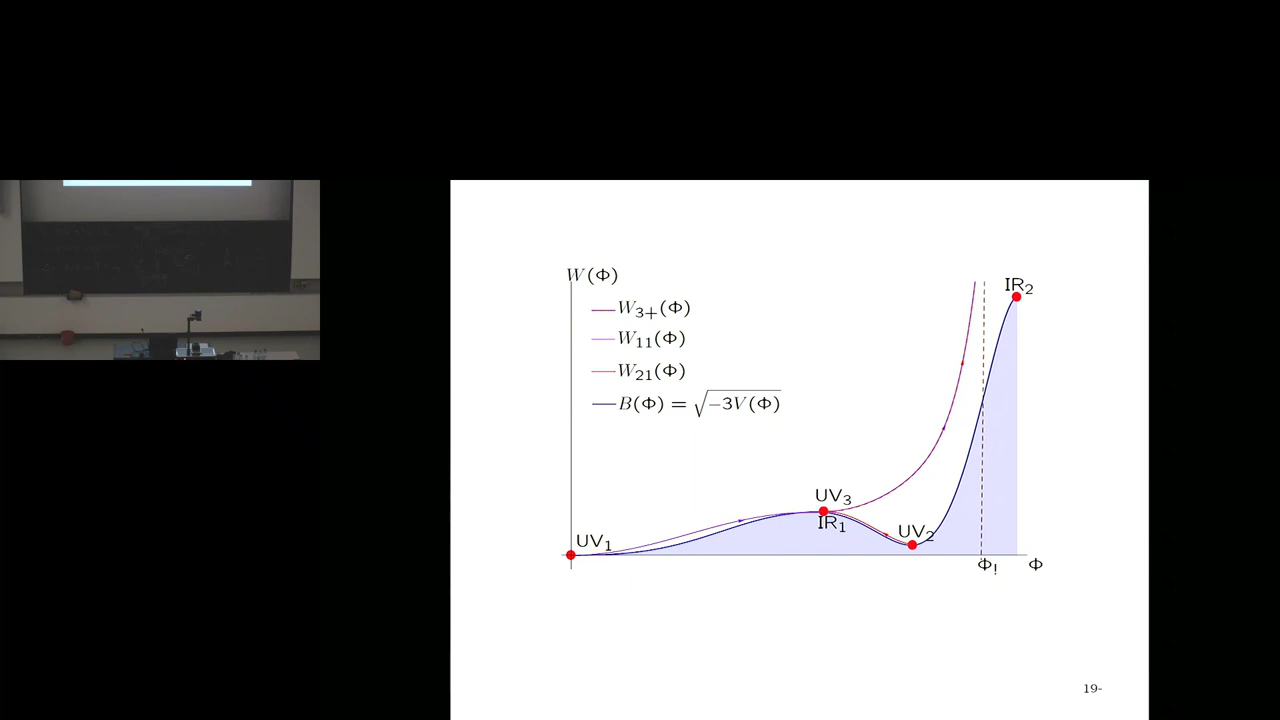 W(Φ)
W₃₊(Φ)
W₁₁(Φ)
W₂₁(Φ)
B(Φ) = √−3V(Φ)
IR₂
UV₃
IR₁
UV₂
UV₁
Φ!
Φ
19-